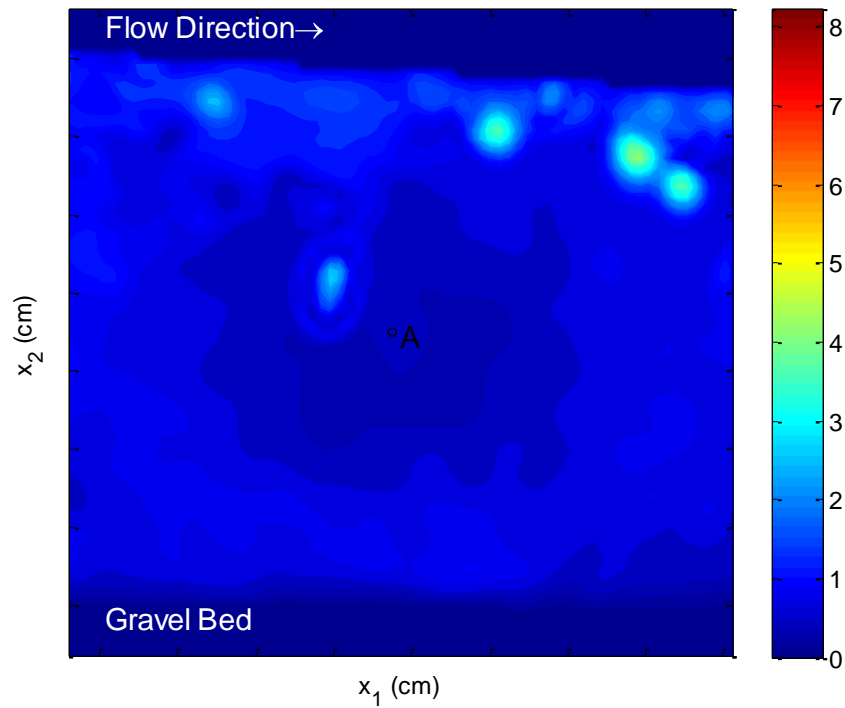 Flow Direction→
°A
Gravel Bed
x₂ (cm)
x₁ (cm)
8
7
6
5
4
3
2
1
0